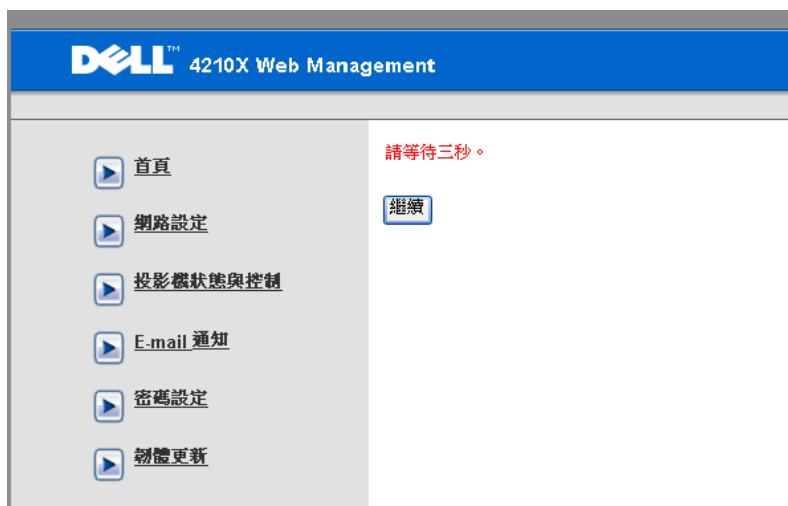 DELL™ 4210X Web Management
首頁
網路設定
投影機狀態與控制
E-mail 通知
密碼設定
韌體更新
請等待三秒。
繼續